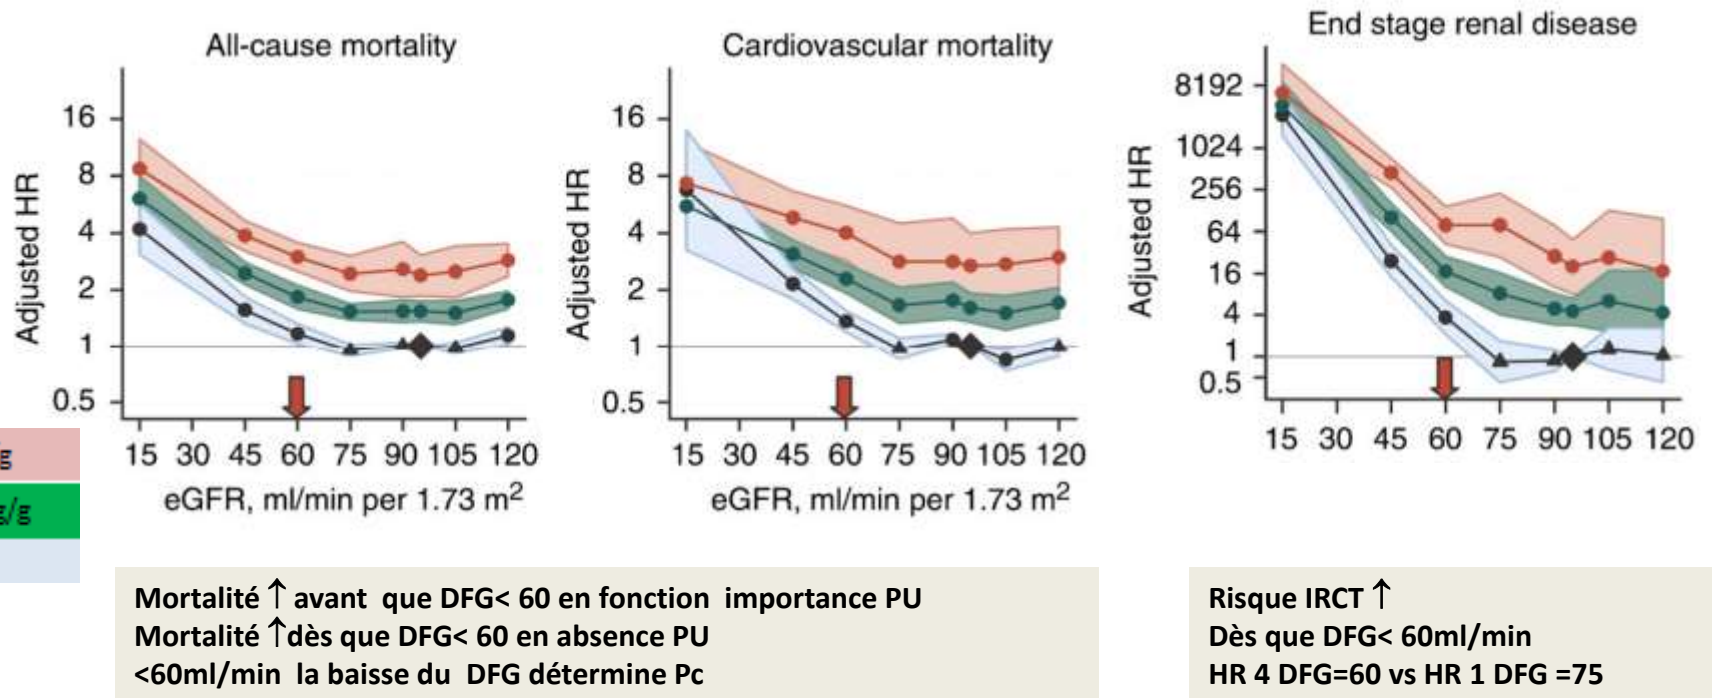 All-cause mortality
Adjusted HR
16
8
4
2
1
0.5
15 30 45 60 75 90 105 120
eGFR, ml/min per 1.73 m²
Cardiovascular mortality
Adjusted HR
16
8
4
2
1
0.5
15 30 45 60 75 90 105 120
eGFR, ml/min per 1.73 m²
End stage renal disease
Adjusted HR
8192
1024
256
64
16
4
1
0.5
15 30 45 60 75 90 105 120
g/g
Mortalité ↑ avant que DFG< 60 en fonction importance PU
Mortalité ↑dès que DFG< 60 en absence PU
<60ml/min la baisse du DFG détermine Pc
Risque IRCT ↑
Dès que DFG< 60ml/min
HR 4 DFG=60 vs HR 1 DFG =75